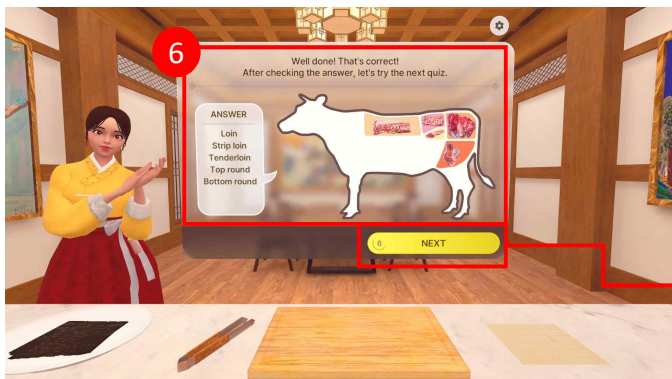 6
Well done! That's correct!
After checking the answer, let's try the next quiz.
ANSWER
Loin
Strip loin
Tenderloin
Top round
Bottom round
6
NEXT